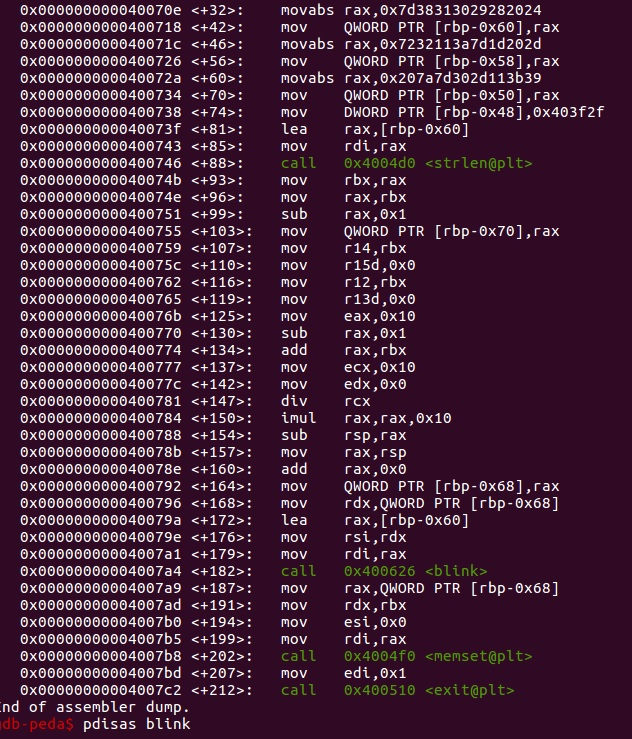 0x000000000040070e <+32>: movabs rax,0x7d38313029282024
0x0000000000400718 <+42>: mov QWORD PTR [rbp-0x60],rax
0x000000000040071c <+46>: movabs rax,0x7232113a7d1d202d
0x0000000000400726 <+56>: mov QWORD PTR [rbp-0x58],rax
0x000000000040072a <+60>: movabs rax,0x207a7d302d113b39
0x0000000000400734 <+70>: mov QWORD PTR [rbp-0x50],rax
0x0000000000400738 <+74>: mov DWORD PTR [rbp-0x48],0x403f2f
0x000000000040073f <+81>: lea rax,[rbp-0x60]
0x0000000000400743 <+85>: mov rdi,rax
0x0000000000400746 <+88>: call 0x4004d0 <strlen@plt>
0x000000000040074b <+93>: mov rbx,rax
0x000000000040074e <+96>: mov rax,rbx
0x0000000000400751 <+99>: sub rax,0x1
0x0000000000400755 <+103>: mov QWORD PTR [rbp-0x70],rax
0x0000000000400759 <+107>: mov r14,rbx
0x000000000040075c <+110>: mov r15d,0x0
0x0000000000400762 <+116>: mov r12,rbx
0x0000000000400765 <+119>: mov r13d,0x0
0x000000000040076b <+125>: mov eax,0x10
0x0000000000400770 <+130>: sub rax,0x1
0x0000000000400774 <+134>: add rax,rbx
0x0000000000400777 <+137>: mov ecx,0x10
0x000000000040077c <+142>: mov edx,0x0
0x0000000000400781 <+147>: div rcx
0x0000000000400784 <+150>: imul rax,rax,0x10
0x0000000000400788 <+154>: sub rsp,rax
0x000000000040078b <+157>: mov rax,rsp
0x000000000040078e <+160>: add rax,0x0
0x0000000000400792 <+164>: mov QWORD PTR [rbp-0x68],rax
0x0000000000400796 <+168>: mov rdx,QWORD PTR [rbp-0x68]
0x000000000040079a <+172>: lea rax,[rbp-0x60]
0x000000000040079e <+176>: mov rsi,rdx
0x00000000004007a1 <+179>: mov rdi,rax
0x00000000004007a4 <+182>: call 0x400626 <blink>
0x00000000004007a9 <+187>: mov rax,QWORD PTR [rbp-0x68]
0x00000000004007ad <+191>: mov rdx,rbx
0x00000000004007b0 <+194>: mov esi,0x0
0x00000000004007b5 <+199>: mov rdi,rax
0x00000000004007b8 <+202>: call 0x4004f0 <memset@plt>
0x00000000004007bd <+207>: mov edi,0x1
0x00000000004007c2 <+212>: call 0x400510 <exit@plt>
End of assembler dump.
gdb-peda$ pdisas blink